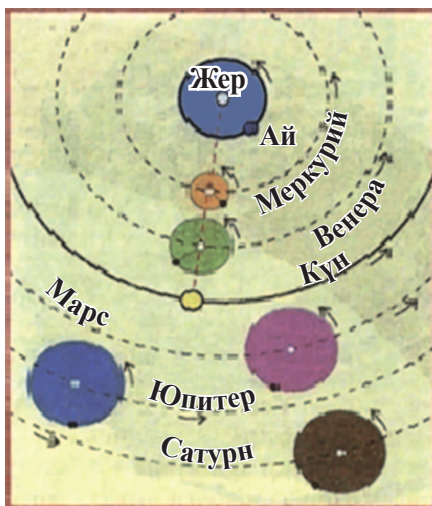 Жер
Ай
Меркурий
Венера
Күн
Марс
Юпитер
Сатурн